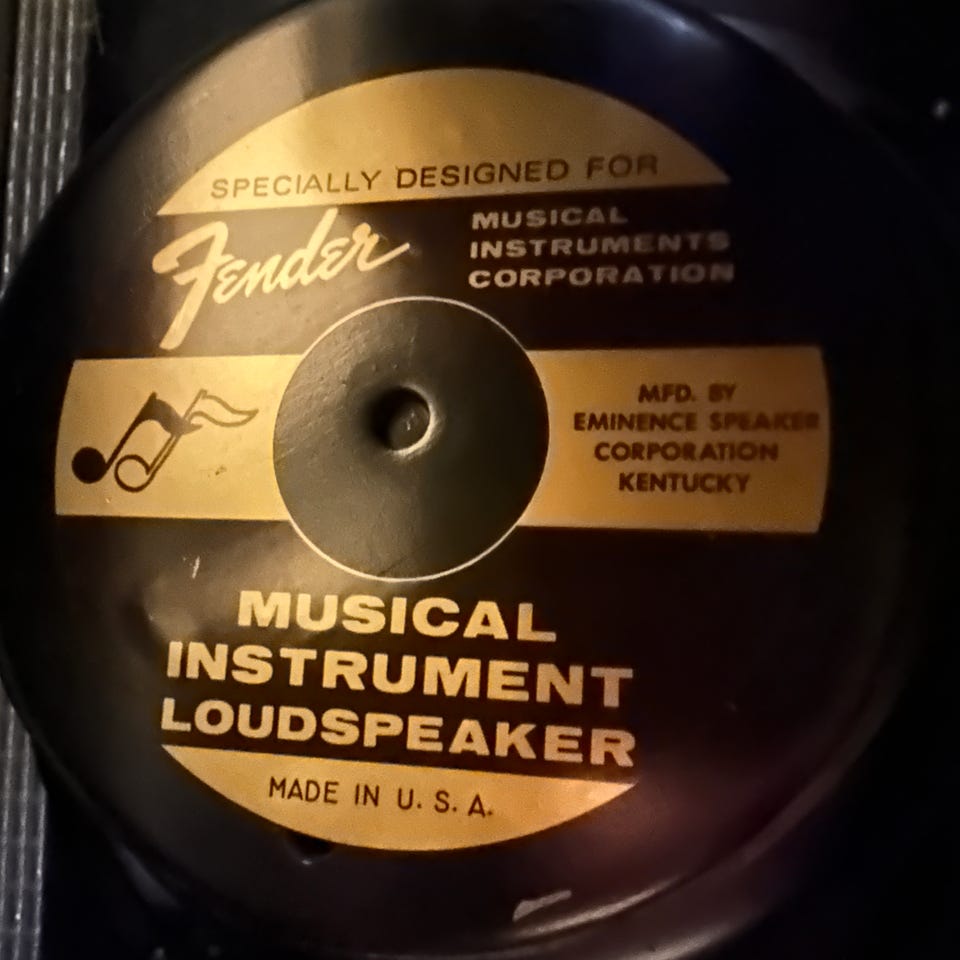 SPECIALLY DESIGNED FOR
Fender
MUSICAL
INSTRUMENTS
CORPORATION
MFD. BY
EMINENCE SPEAKER
CORPORATION
KENTUCKY
MUSICAL
INSTRUMENT
LOUDSPEAKER
MADE IN U.S.A.